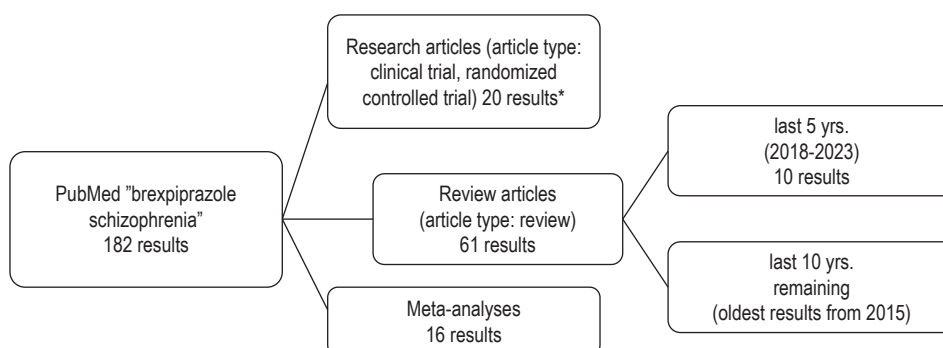 PubMed ”brexpiprazole
schizophrenia”
182 results
Research articles (article type:
clinical trial, randomized
controlled trial) 20 results*
Review articles
(article type: review)
61 results
Meta-analyses
16 results
last 5 yrs.
(2018-2023)
10 results
last 10 yrs.
remaining
(oldest results from 2015)